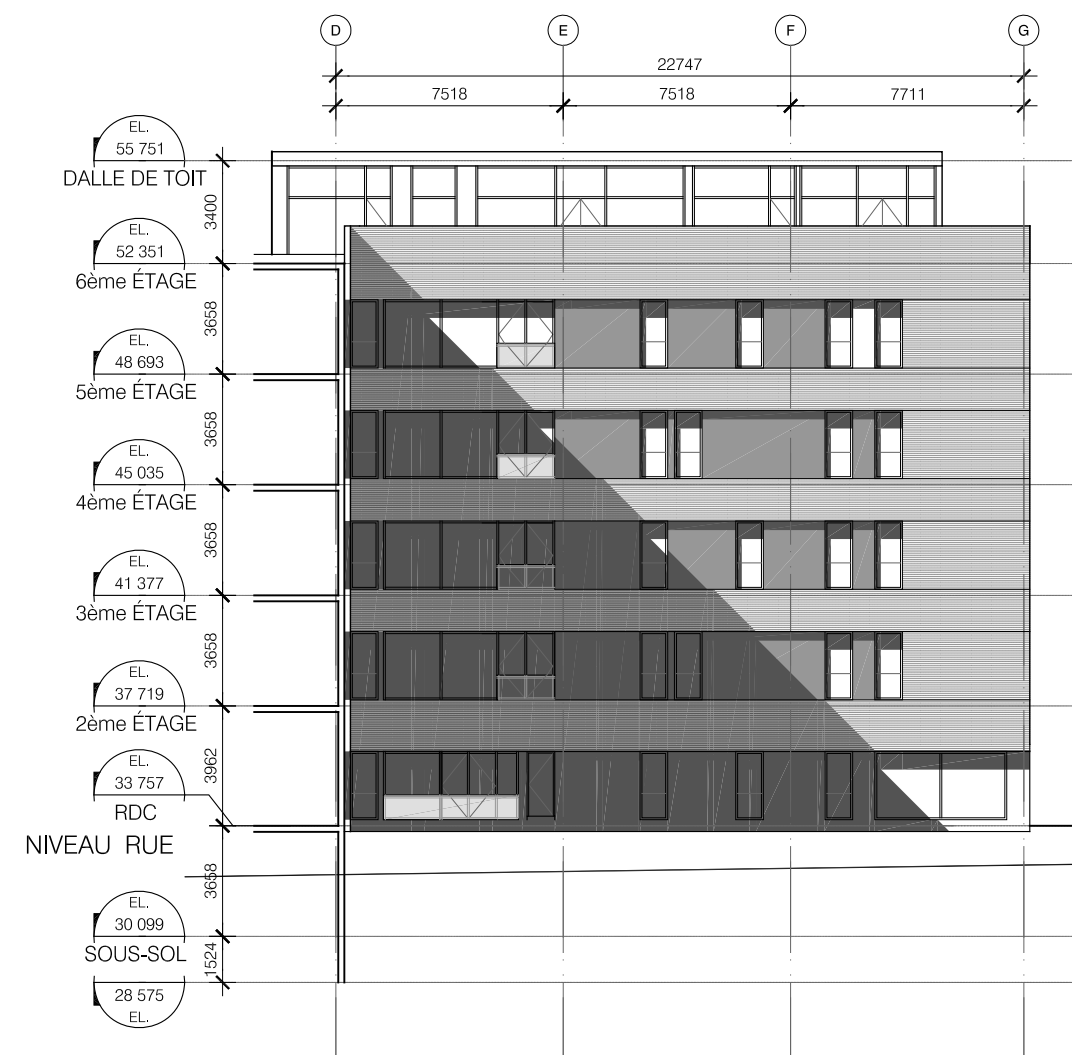 D E F G
22747
7518 7518 7711
EL.
55 751
DALLE DE TOIT
3400
EL.
52 351
6ème ÉTAGE
3658
EL.
48 693
5ème ÉTAGE
3658
EL.
45 035
4ème ÉTAGE
3658
EL.
41 377
3ème ÉTAGE
3658
EL.
37 719
2ème ÉTAGE
3962
EL.
33 757
RDC
NIVEAU RUE
3658
EL.
30 099
SOUS-SOL
1524
28 575
EL.